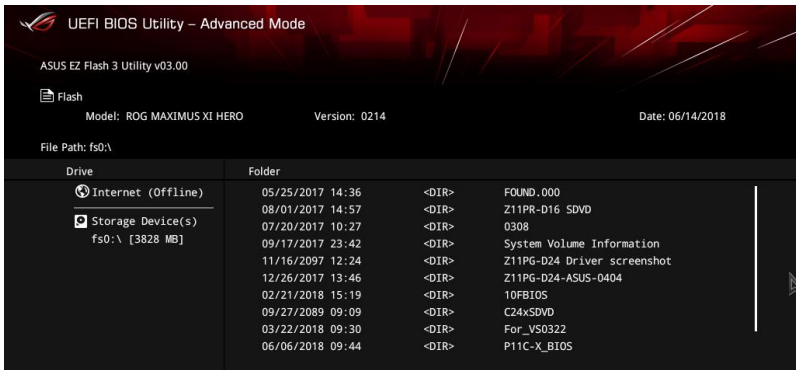 UEFI BIOS Utility – Advanced Mode
ASUS EZ Flash 3 Utility v03.00
Flash
Model: ROG MAXIMUS XI HERO Version: 0214 Date: 06/14/2018
File Path: fs0:\
Drive Folder
Internet (Offline)
Storage Device(s)
fs0:\ [3828 MB]
05/25/2017 14:36 <DIR> FOUND.000
08/01/2017 14:57 <DIR> Z11PR-D16 SDVD
07/20/2017 10:27 <DIR> 0308
09/17/2017 23:42 <DIR> System Volume Information
11/16/2097 12:24 <DIR> Z11PG-D24 Driver screenshot
12/26/2017 13:46 <DIR> Z11PG-D24-ASUS-0404
02/21/2018 15:19 <DIR> 10FBIOS
09/27/2089 09:09 <DIR> C24xSDVD
03/22/2018 09:30 <DIR> For_VS0322
06/06/2018 09:44 <DIR> P11C-X_BIOS